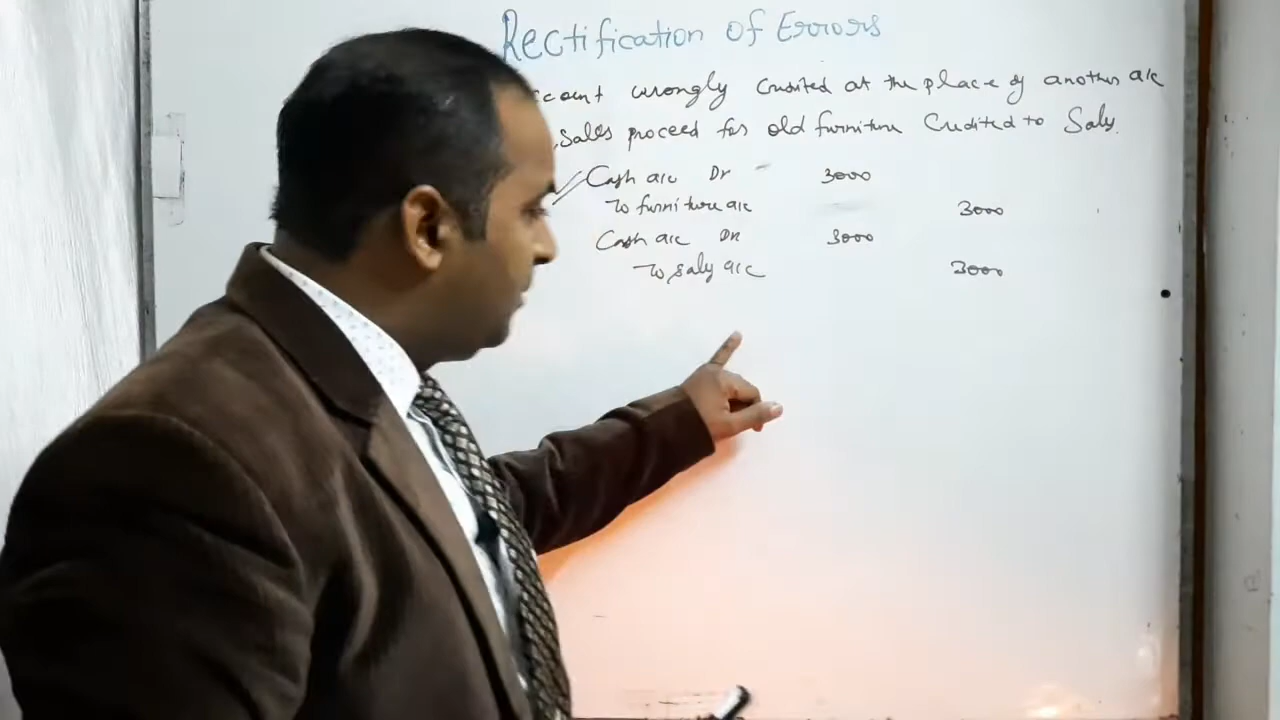 Rectification of Errors
ccount wrongly Credited at the place of another a/c
sales proceed for old furniture Credited to Sales
Cash a/c Dr 3000
To furniture a/c 3000
Cash a/c Dr 3000
To sales a/c 3000